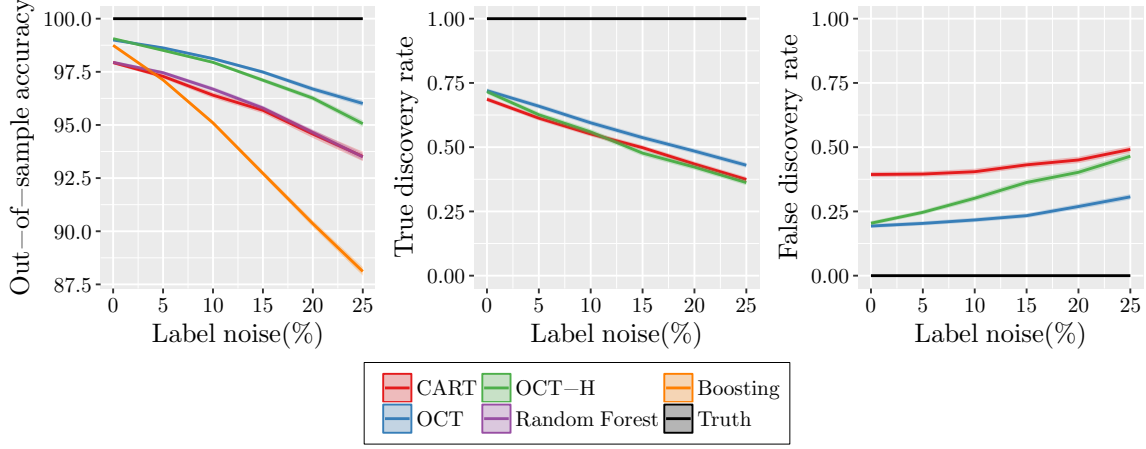 Out−of−sample accuracy
100.0
97.5
95.0
92.5
90.0
87.5
0 5 10 15 20 25
Label noise(%)
True discovery rate
1.00
0.75
0.50
0.25
0.00
0 5 10 15 20 25
Label noise(%)
False discovery rate
1.00
0.75
0.50
0.25
0.00
0 5 10 15 20 25
Label noise(%)
CART OCT−H Boosting
OCT Random Forest Truth